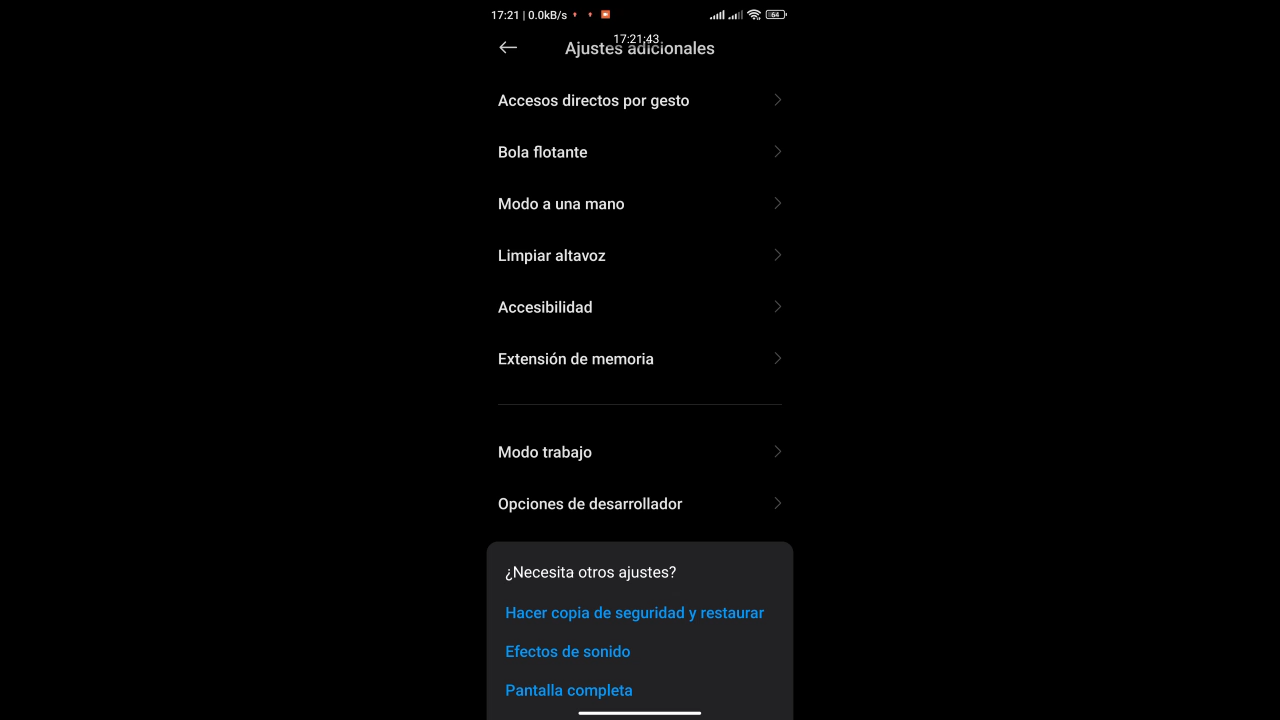 17:21 | 0.0kB/s
64
17:21:43
Ajustes adicionales
Accesos directos por gesto
Bola flotante
Modo a una mano
Limpiar altavoz
Accesibilidad
Extensión de memoria
Modo trabajo
Opciones de desarrollador
¿Necesita otros ajustes?
Hacer copia de seguridad y restaurar
Efectos de sonido
Pantalla completa